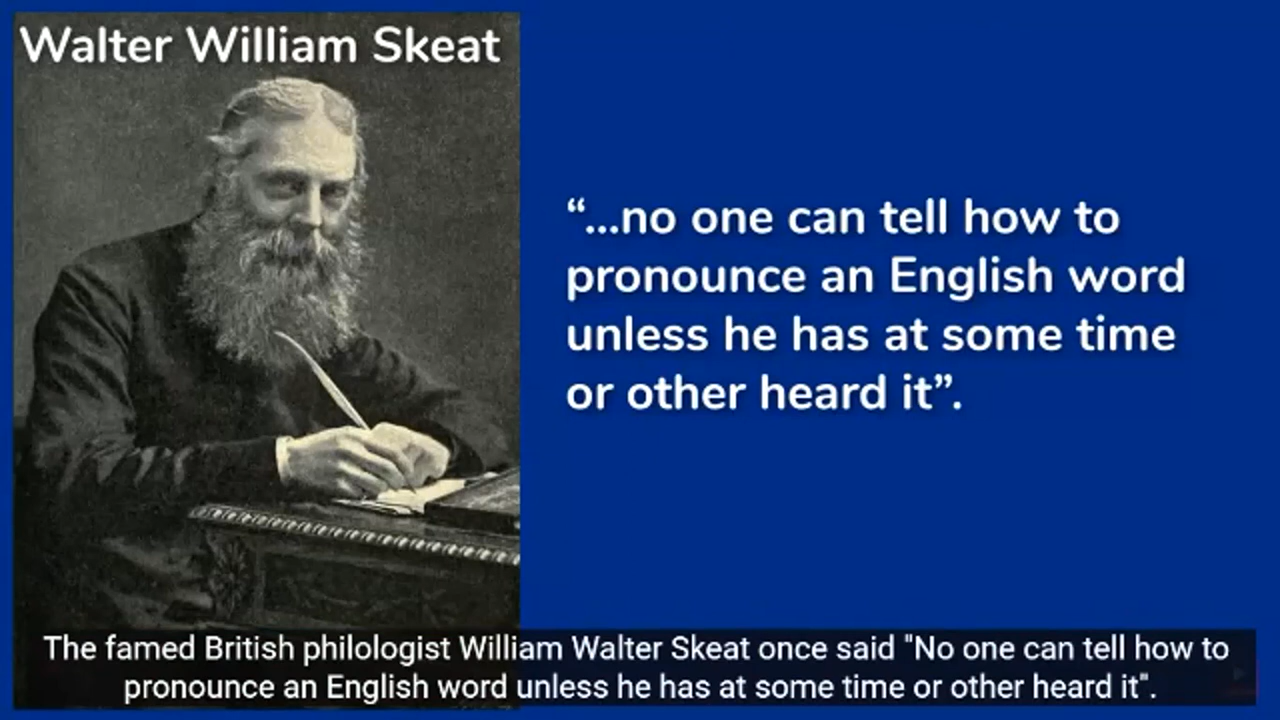 Walter William Skeat
“...no one can tell how to
pronounce an English word
unless he has at some time
or other heard it”.
The famed British philologist William Walter Skeat once said "No one can tell how to
pronounce an English word unless he has at some time or other heard it".